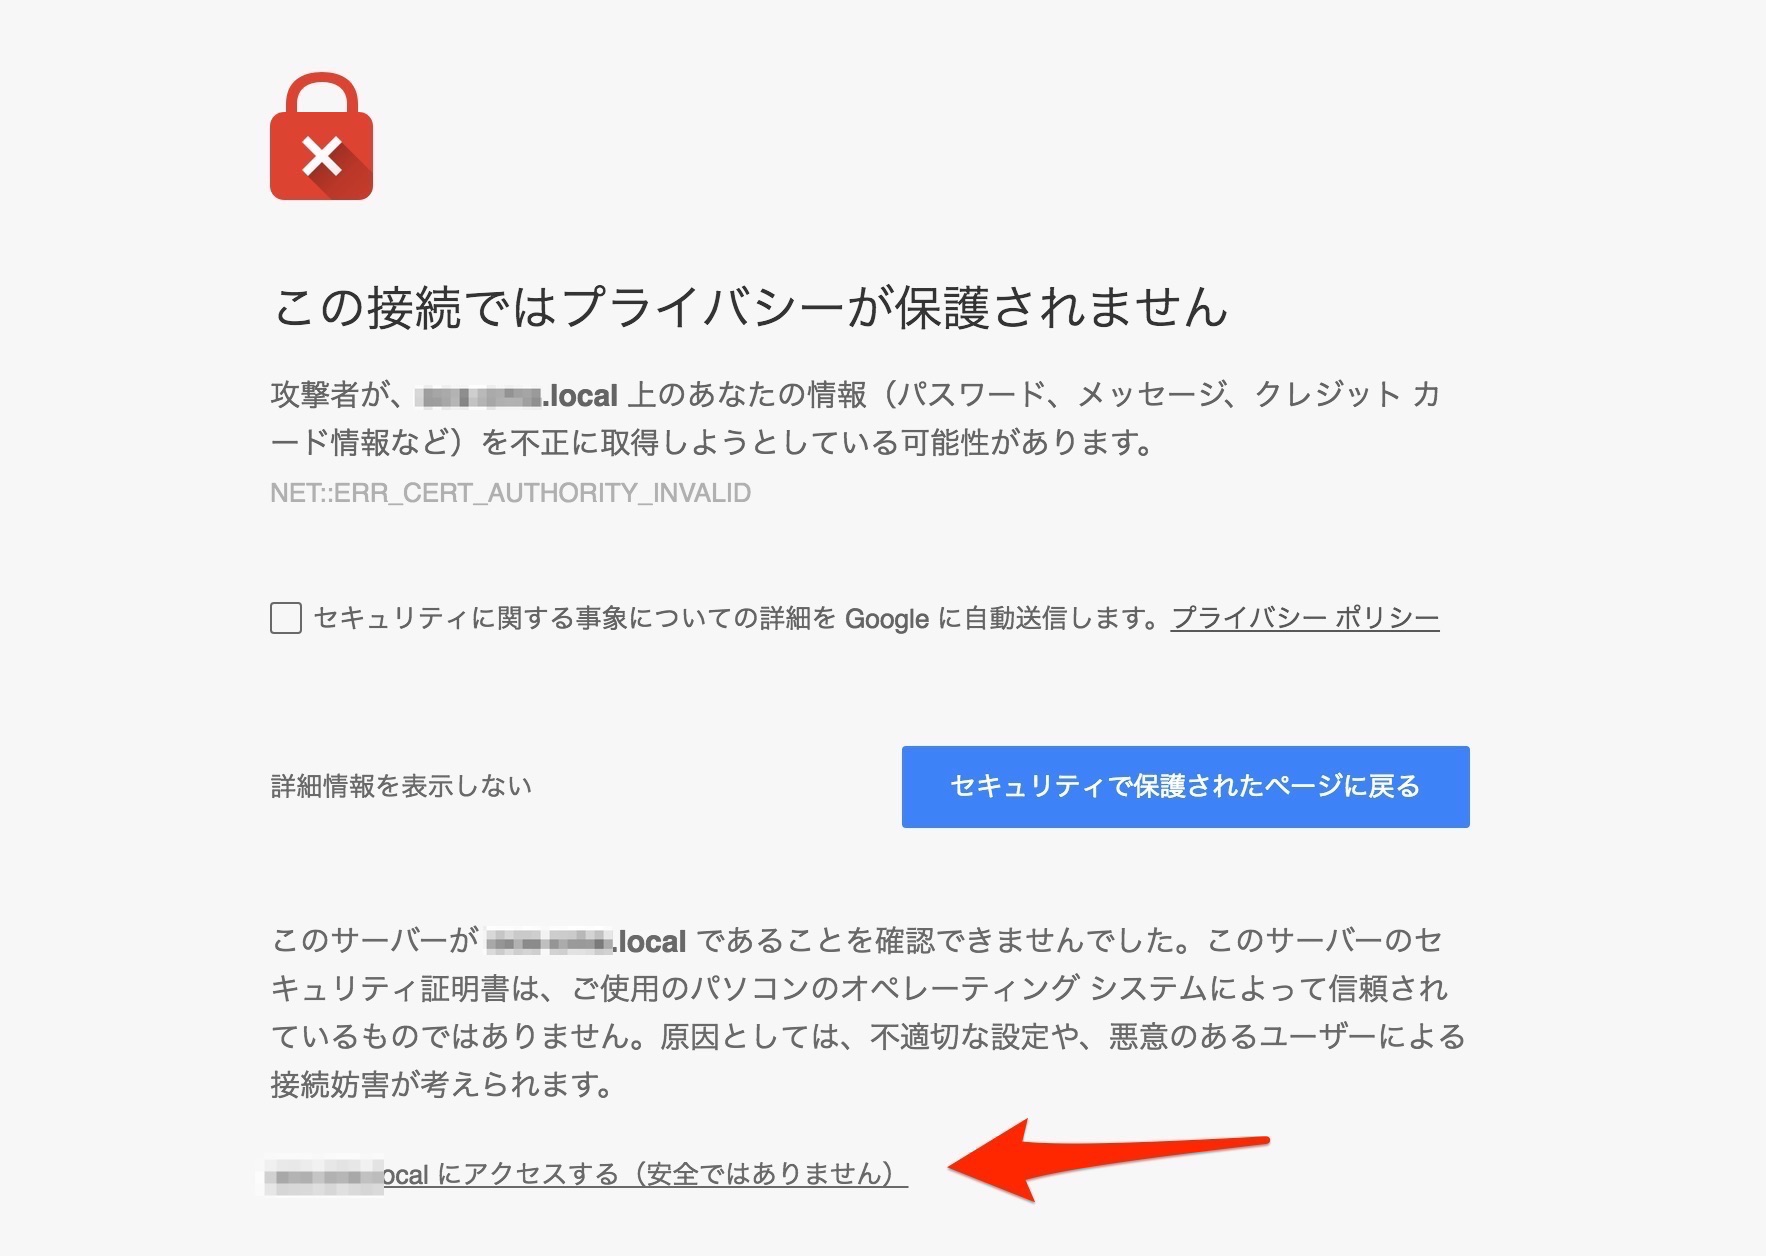 この接続ではプライバシーが保護されません
攻撃者が、.local 上のあなたの情報（パスワード、メッセージ、クレジット カ
ード情報など）を不正に取得しようとしている可能性があります。
NET::ERR_CERT_AUTHORITY_INVALID
セキュリティに関する事象についての詳細を Google に自動送信します。プライバシー ポリシー
詳細情報を表示しない
セキュリティで保護されたページに戻る
このサーバーが .local であることを確認できませんでした。このサーバーのセ
キュリティ証明書は、ご使用のパソコンのオペレーティング システムによって信頼され
ているものではありません。原因としては、不適切な設定や、悪意のあるユーザーによる
接続妨害が考えられます。
ocal にアクセスする（安全ではありません）